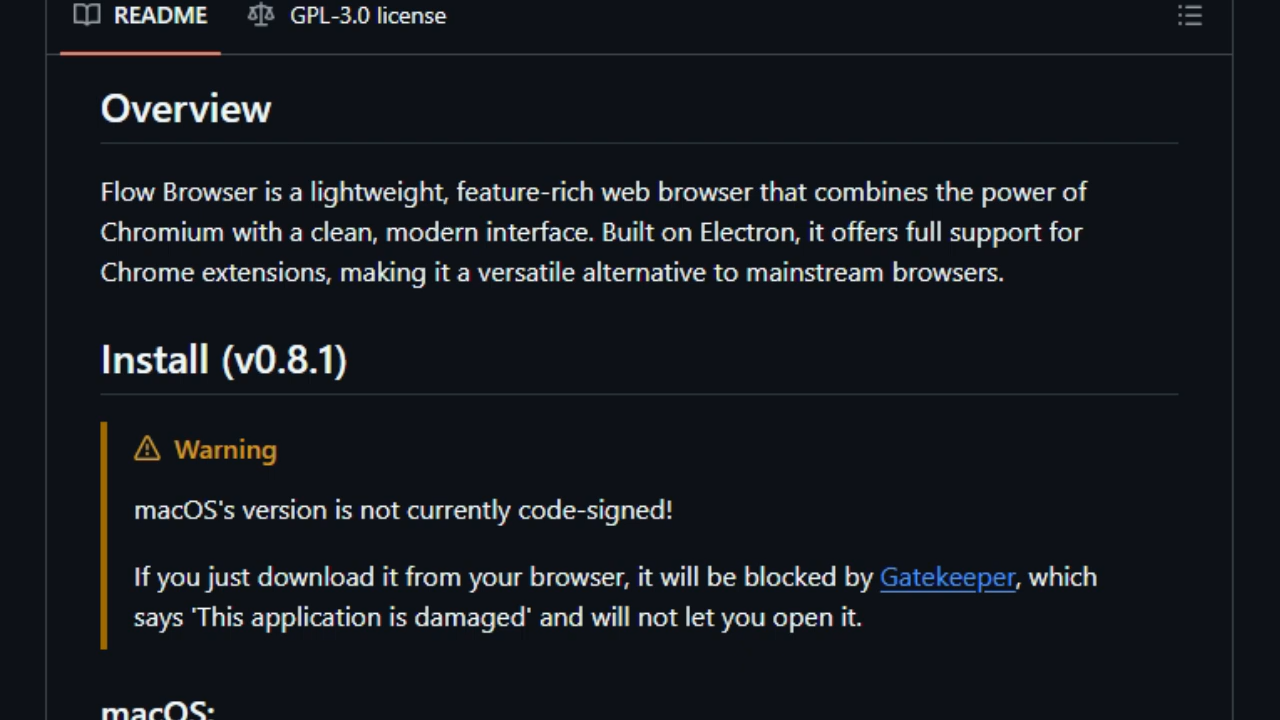 README GPL-3.0 license
Overview
Flow Browser is a lightweight, feature-rich web browser that combines the power of
Chromium with a clean, modern interface. Built on Electron, it offers full support for
Chrome extensions, making it a versatile alternative to mainstream browsers.
Install (v0.8.1)
Warning
macOS's version is not currently code-signed!
If you just download it from your browser, it will be blocked by Gatekeeper, which
says 'This application is damaged' and will not let you open it.
macOS: